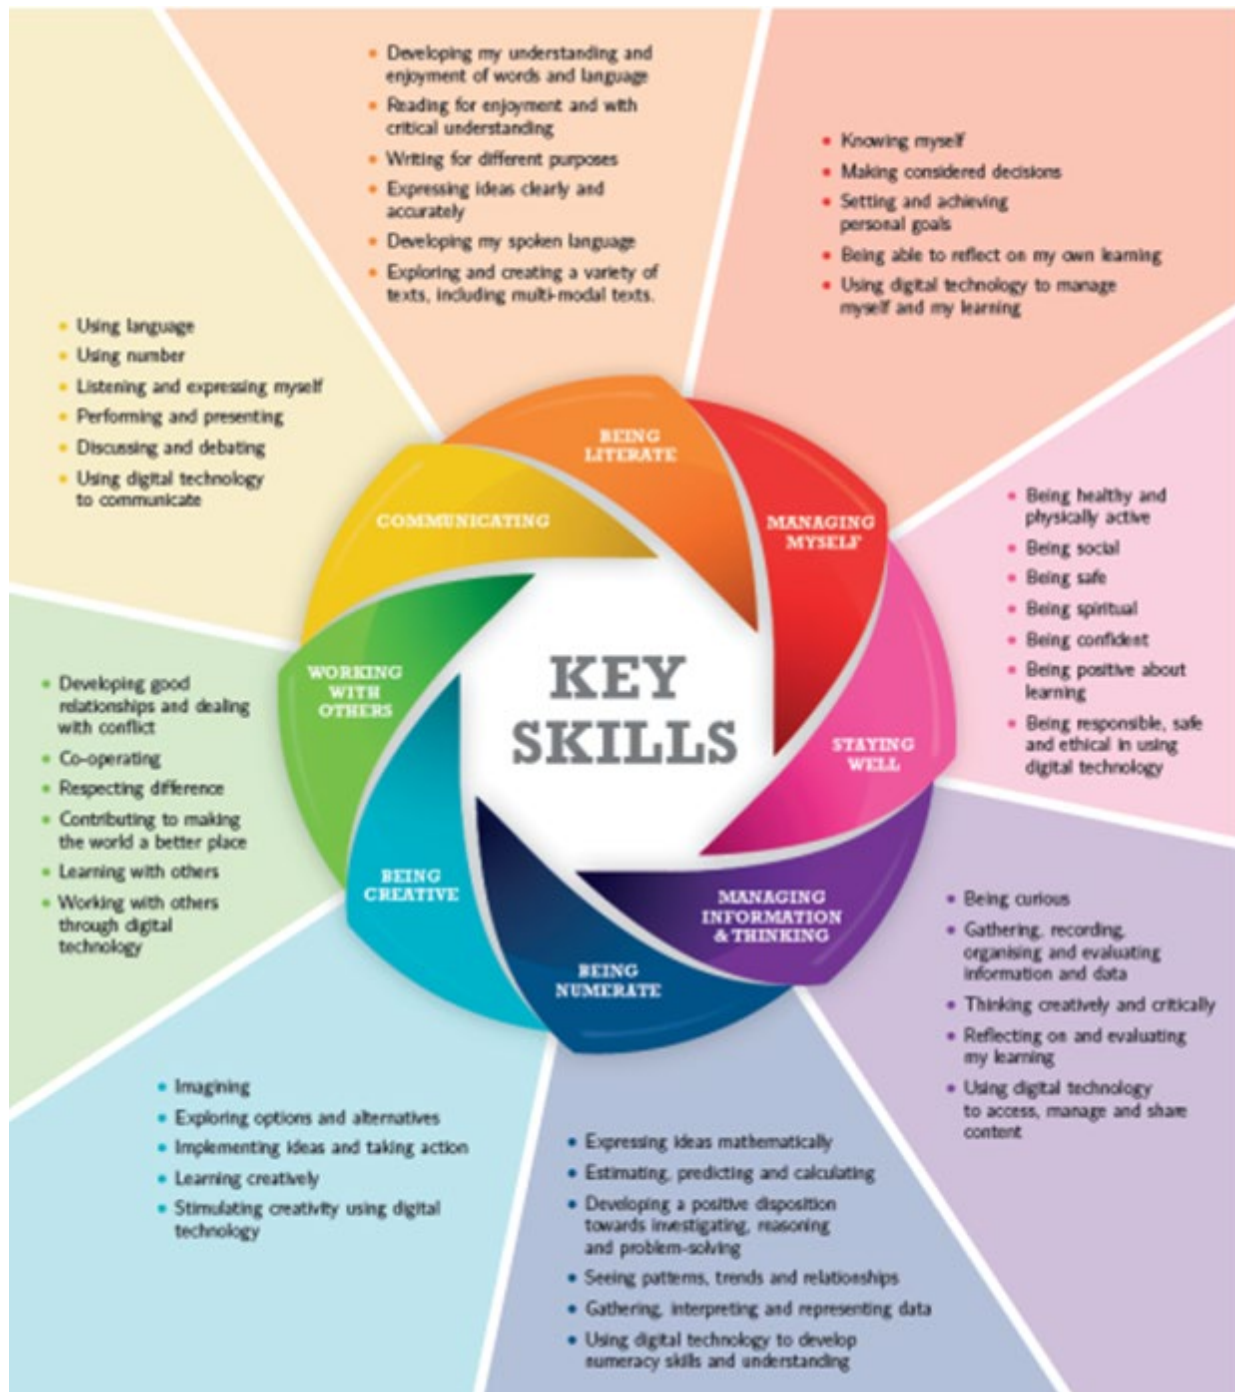 • Developing my understanding and
enjoyment of words and language
• Reading for enjoyment and with
critical understanding
• Writing for different purposes
• Expressing ideas clearly and
accurately
• Developing my spoken language
• Exploring and creating a variety of
texts, including multi-modal texts.
• Knowing myself
• Making considered decisions
• Setting and achieving
personal goals
• Being able to reflect on my own learning
• Using digital technology to manage
myself and my learning
• Using language
• Using number
• Listening and expressing myself
• Performing and presenting
• Discussing and debating
• Using digital technology
to communicate
BEING
LITERATE
COMMUNICATING
MANAGING
MYSELF
• Being healthy and
physically active
• Being social
• Being safe
• Being spiritual
• Being confident
• Being positive about
learning
• Being responsible, safe
and ethical in using
digital technology
WORKING
WITH
OTHERS
KEY
SKILLS
STAYING
WELL
• Developing good
relationships and dealing
with conflict
• Co-operating
• Respecting difference
• Contributing to making
the world a better place
• Learning with others
• Working with others
through digital
technology
BEING
CREATIVE
MANAGING
INFORMATION
& THINKING
BEING
NUMERATE
• Being curious
• Gathering, recording,
organising and evaluating
information and data
• Thinking creatively and critically
• Reflecting on and evaluating
my learning
• Using digital technology
to access, manage and share
content
• Imagining
• Exploring options and alternatives
• Implementing ideas and taking action
• Learning creatively
• Stimulating creativity using digital
technology
• Expressing ideas mathematically
• Estimating, predicting and calculating
• Developing a positive disposition
towards investigating, reasoning
and problem-solving
• Seeing patterns, trends and relationships
• Gathering, interpreting and representing data
• Using digital technology to develop
numeracy skills and understanding